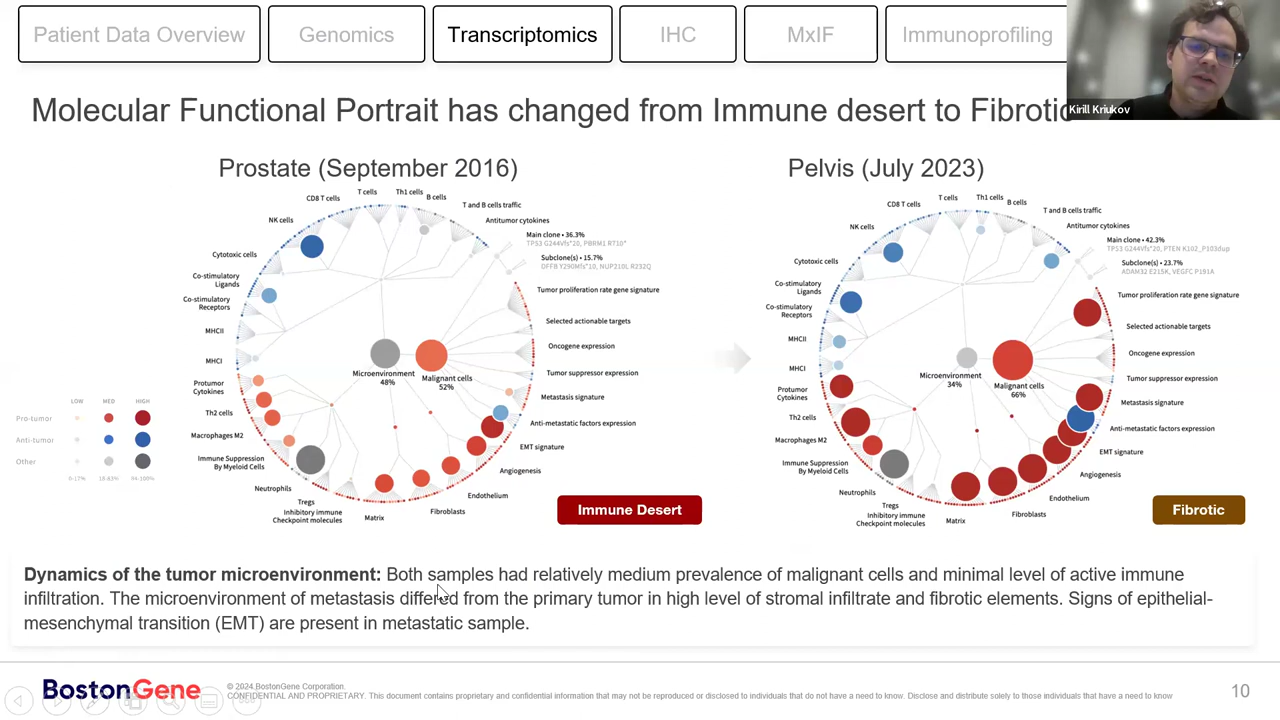 Patient Data Overview
Genomics
Transcriptomics
IHC
MxIF
Immunoprofiling
Kirill Kriukov
Molecular Functional Portrait has changed from Immune desert to Fibrotic
Prostate (September 2016)
T cells
Th1 cells
B cells
CD8 T cells
T and B cells traffic
NK cells
Antitumor cytokines
Main clone • 36.3%
TP53 G244Vfs*20, PBRM1 RT10*
Cytotoxic cells
Subclone(s) • 15.7%
DFFB Y290Mfs*10, NUP210L R232Q
Co-stimulatory
Ligands
Tumor proliferation rate gene signature
Co-stimulatory
Receptors
Selected actionable targets
MHCII
Oncogene expression
MHCI
Microenvironment
48%
Malignant cells
52%
Tumor suppression expression
Protumor
Cytokines
Metastasis signature
Th2 cells
Anti-metastatic factors expression
Macrophages M2
EMT signature
Immune Suppression
By Myeloid Cells
Angiogenesis
Neutrophils
Endothelium
Tregs
Fibroblasts
Inhibitory immune
Checkpoint molecules
Matrix
Immune Desert
Pelvis (July 2023)
T cells
Th1 cells
B cells
CD8 T cells
T and B cells traffic
NK cells
Antitumor cytokines
Main clone • 42.3%
TP53 G244Vfs*20, PTEN K102_P103dup
Cytotoxic cells
Subclone(s) • 23.7%
ADAM32 E215K, VEGFC P191A
Co-stimulatory
Ligands
Tumor proliferation rate gene signature
Co-stimulatory
Receptors
Selected actionable targets
MHCII
Oncogene expression
MHCI
Microenvironment
34%
Malignant cells
66%
Tumor suppressor expression
Protumor
Cytokines
Metastasis signature
Th2 cells
Anti-metastatic factors expression
Macrophages M2
EMT signature
Immune Suppression
By Myeloid Cells
Angiogenesis
Neutrophils
Endothelium
Tregs
Fibroblasts
Inhibitory immune
Checkpoint molecules
Matrix
Fibrotic
LOW MED HIGH
Pro-tumor
Anti-tumor
Other
0-17% 18-83% 84-100%
Dynamics of the tumor microenvironment: Both samples had relatively medium prevalence of malignant cells and minimal level of active immune
infiltration. The microenvironment of metastasis differed from the primary tumor in high level of stromal infiltrate and fibrotic elements. Signs of epithelial-
mesenchymal transition (EMT) are present in metastatic sample.
BostonGene
© 2024 BostonGene Corporation.
CONFIDENTIAL AND PROPRIETARY. This document contains proprietary and confidential information that may not be reproduced or disclosed to individuals that do not have a need to know. Disclose and distribute solely to those individuals that have a need to know
10